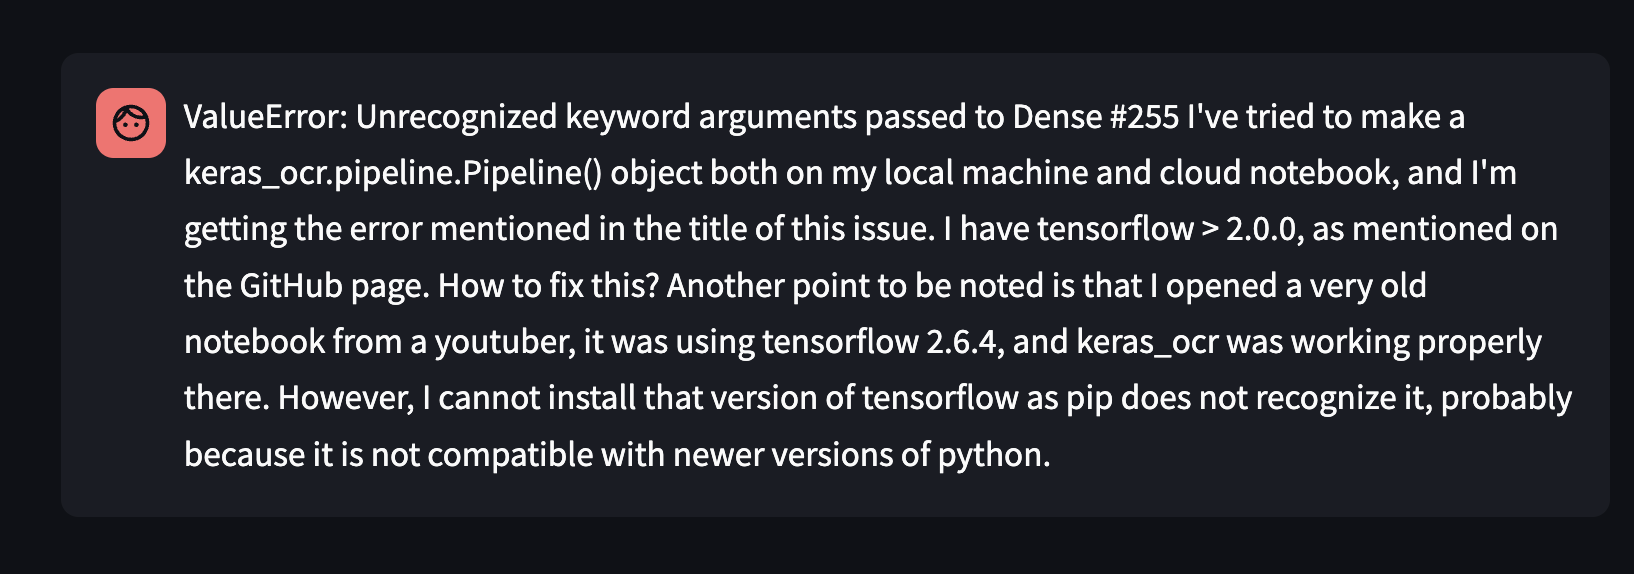 ValueError: Unrecognized keyword arguments passed to Dense #255 I've tried to make a
keras_ocr.pipeline.Pipeline() object both on my local machine and cloud notebook, and I'm
getting the error mentioned in the title of this issue. I have tensorflow > 2.0.0, as mentioned on
the GitHub page. How to fix this? Another point to be noted is that I opened a very old
notebook from a youtuber, it was using tensorflow 2.6.4, and keras_ocr was working properly
there. However, I cannot install that version of tensorflow as pip does not recognize it, probably
because it is not compatible with newer versions of python.